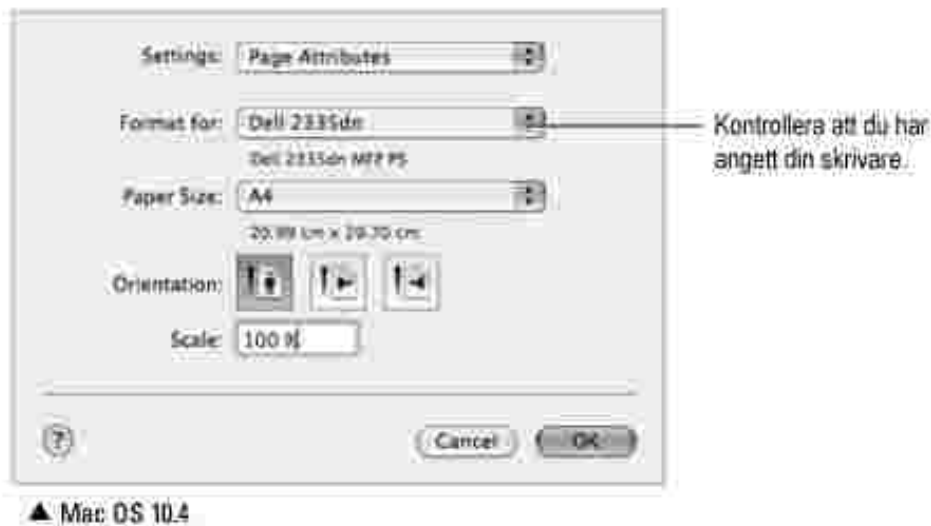 Settings: Page Attributes
Format for: Dell 2335dn
Dell 2335dn MFP PS
Kontrollera att du har
angett din skrivare.
Paper Size: A4
20.99 cm x 29.70 cm
Orientation:
Scale: 100 %
? Cancel OK
▲ Mac OS 10.4